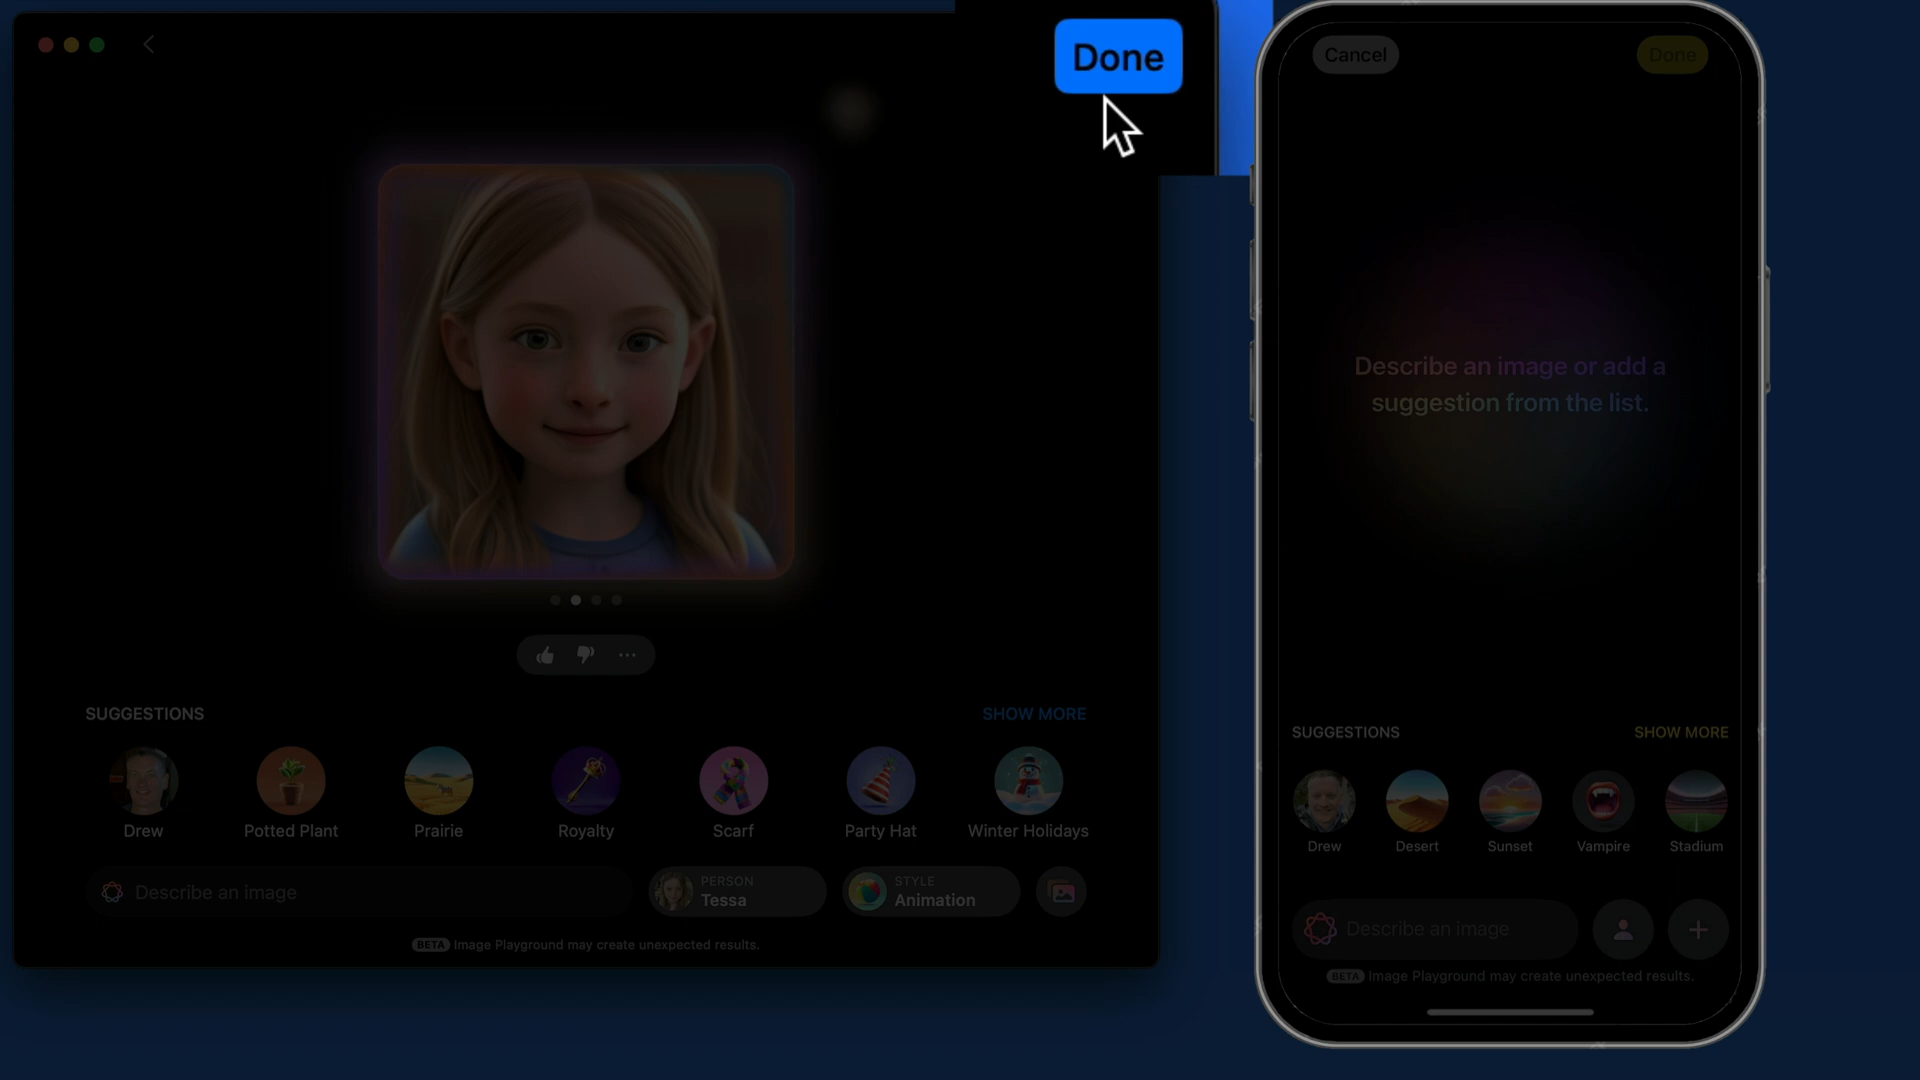 Done
SUGGESTIONS
SHOW MORE
Drew
Potted Plant
Prairie
Royalty
Scarf
Party Hat
Winter Holidays
Describe an image
PERSON
Tessa
STYLE
Animation
BETA Image Playground may create unexpected results.
Cancel
Done
Describe an image or add a
suggestion from the list.
SUGGESTIONS
SHOW MORE
Drew
Desert
Sunset
Vampire
Stadium
Describe an image
BETA Image Playground may create unexpected results.